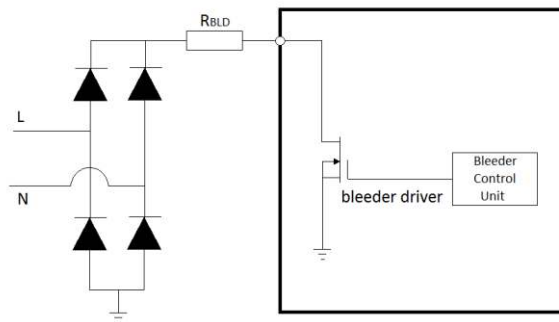 RBLD
L
N
bleeder driver
Bleeder
Control
Unit